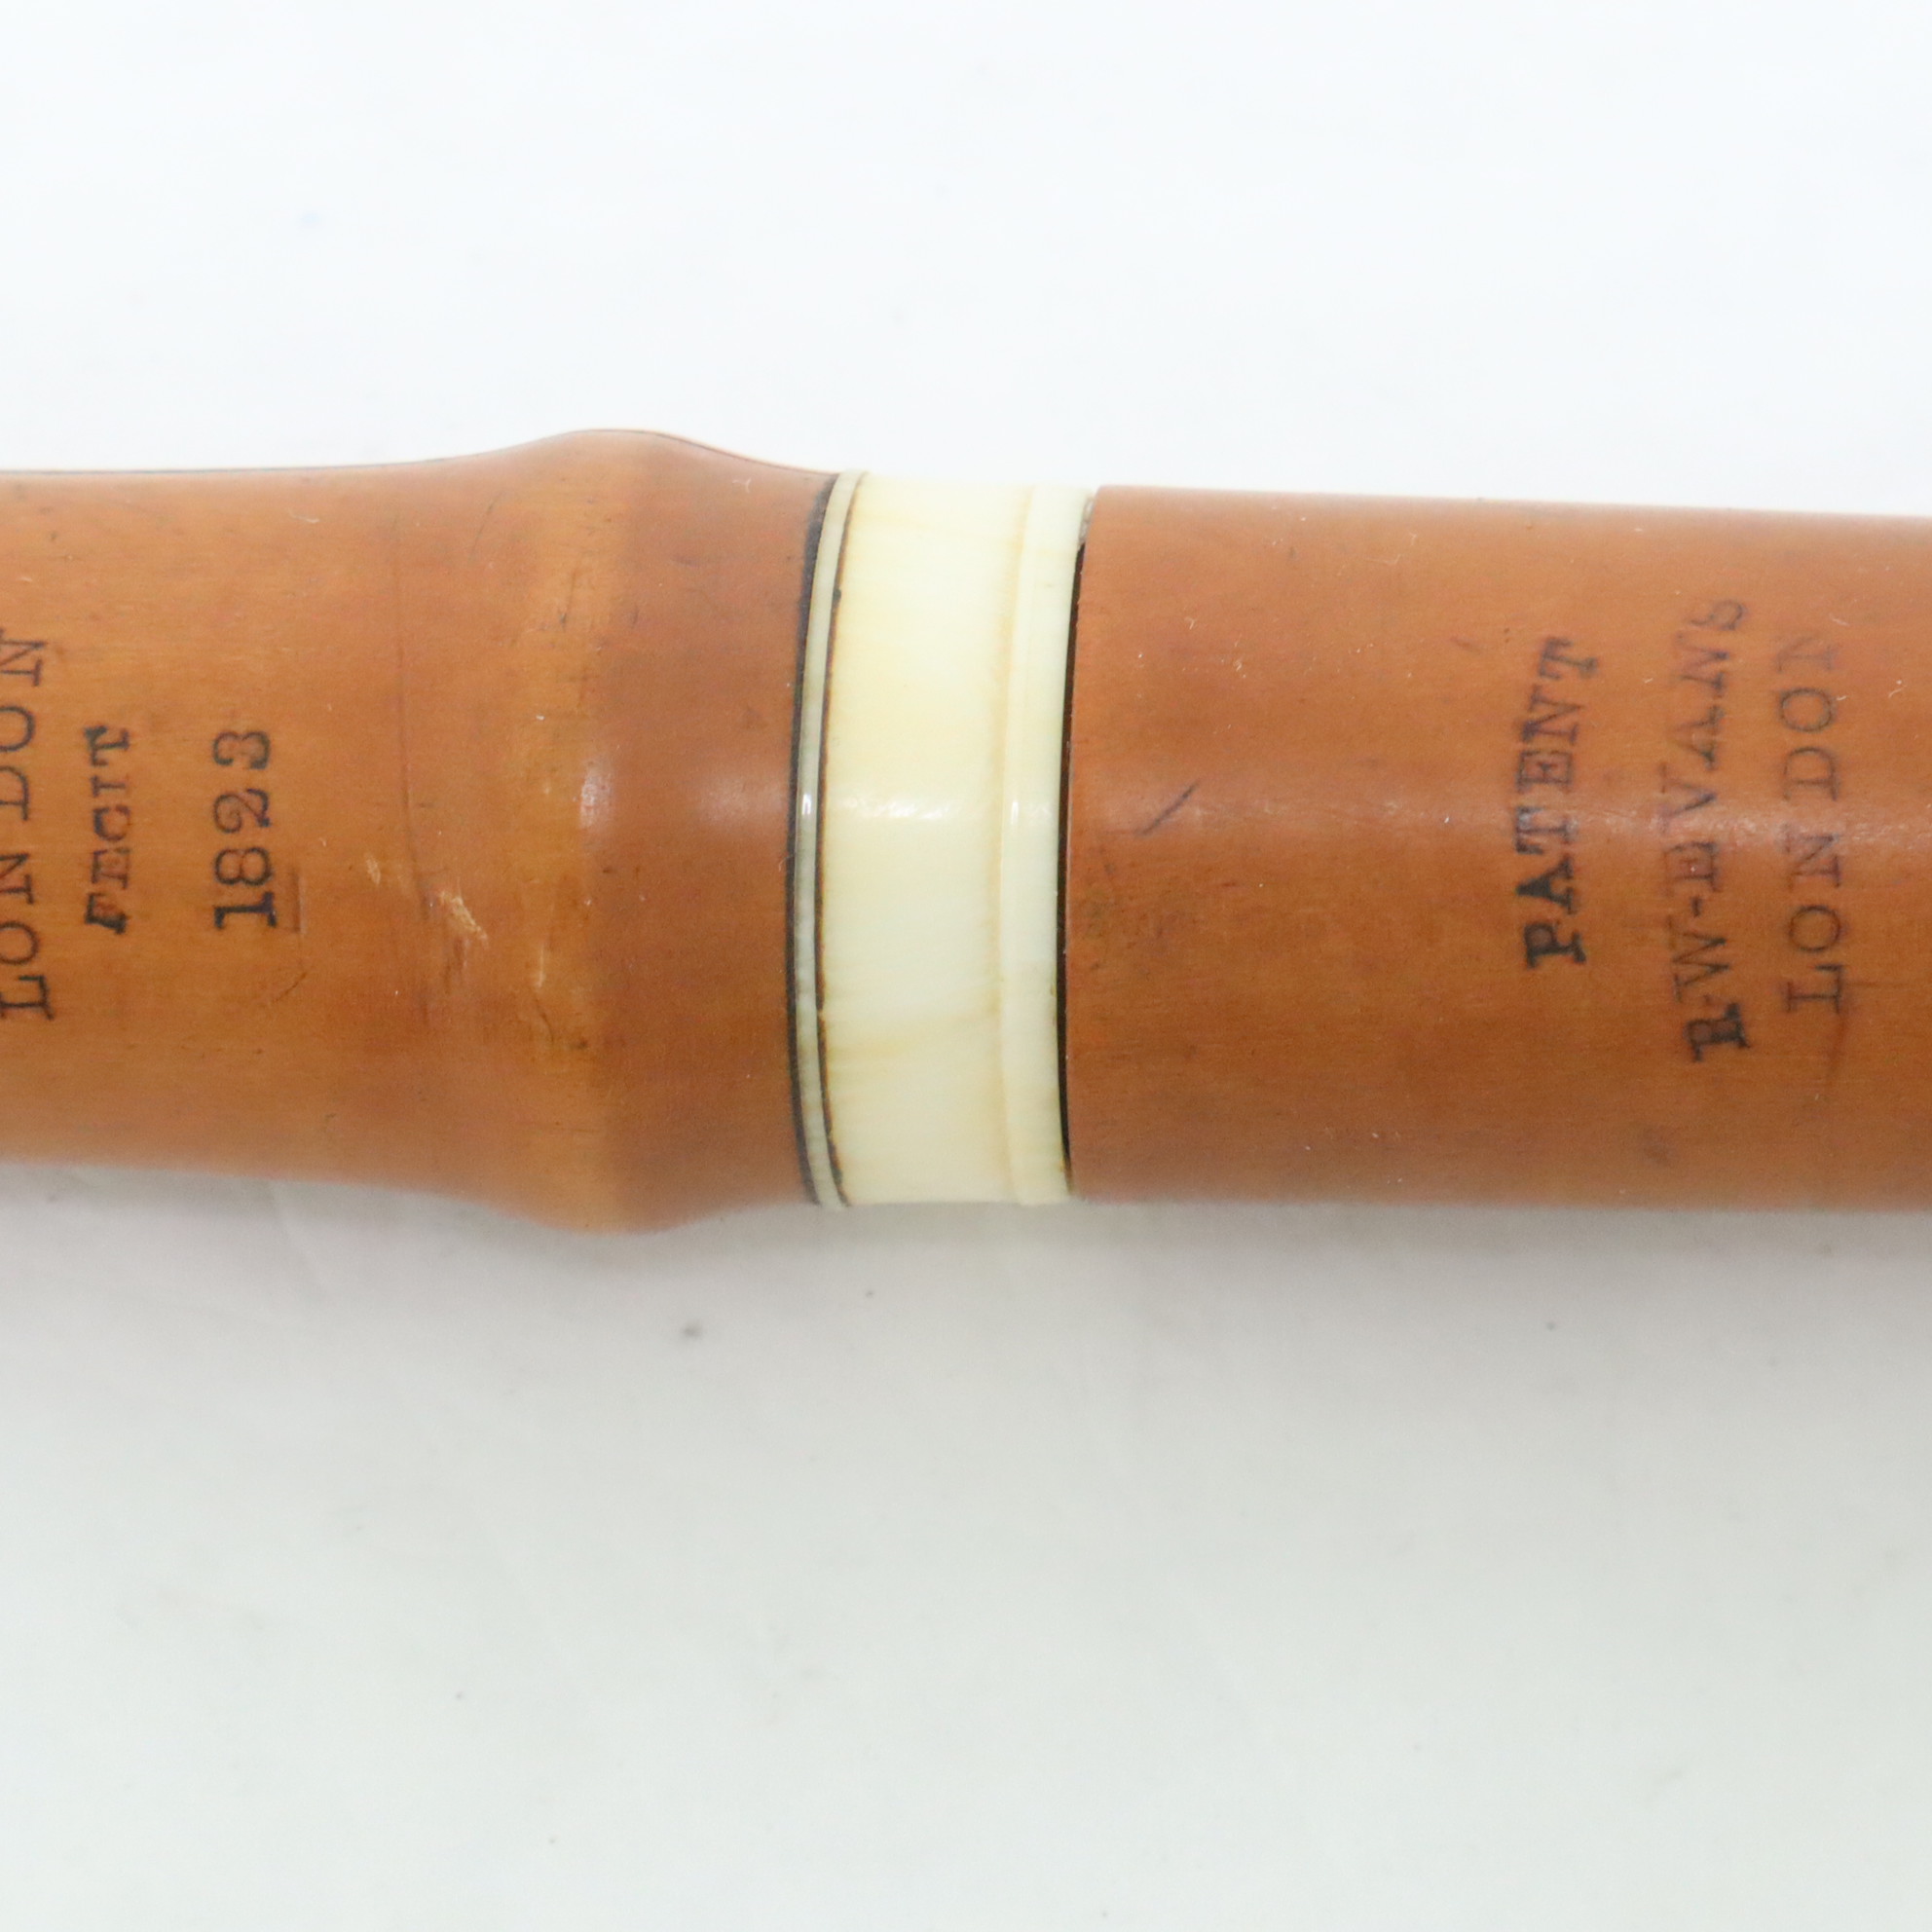 LONDON
FECIT
1823
PATENT
R·W-EVANS
LONDON